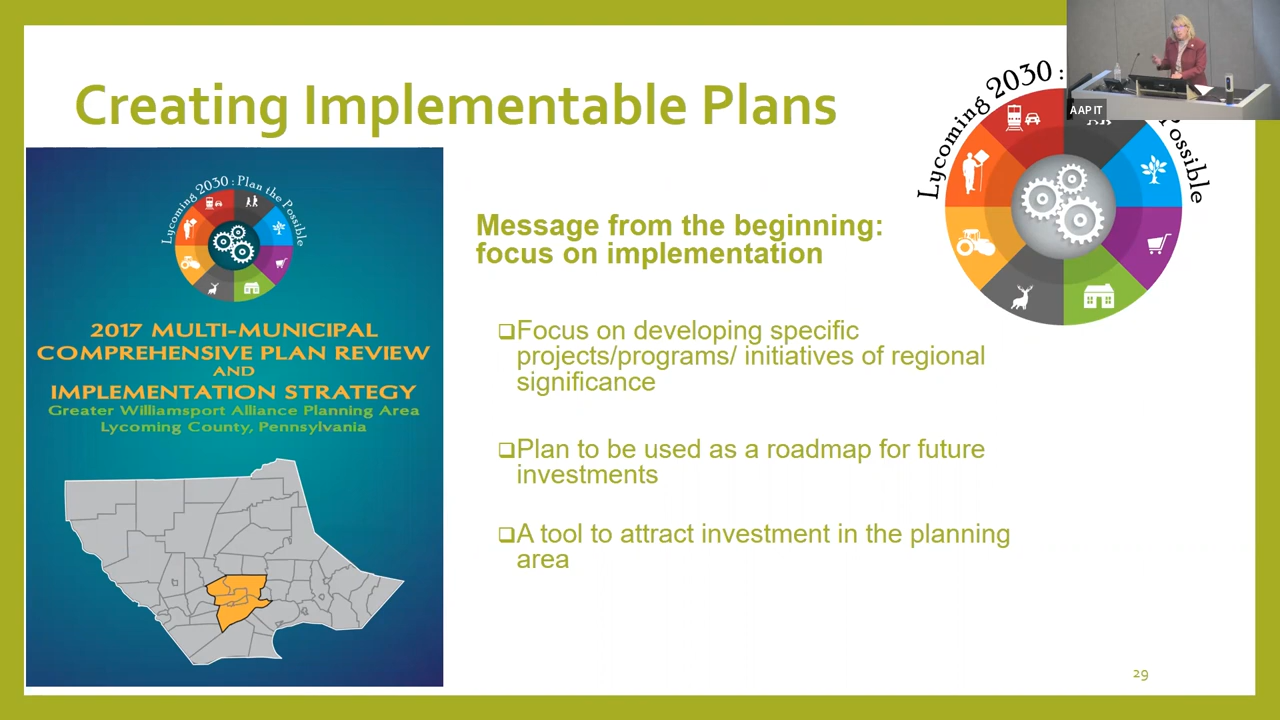 Creating Implementable Plans
AAP IT
Lycoming 2030 :
Possible
Lycoming 2030 : Plan the Possible
2017 MULTI-MUNICIPAL
COMPREHENSIVE PLAN REVIEW
AND
IMPLEMENTATION STRATEGY
Greater Williamsport Alliance Planning Area
Lycoming County, Pennsylvania
Message from the beginning:
focus on implementation
Focus on developing specific
projects/programs/ initiatives of regional
significance
Plan to be used as a roadmap for future
investments
A tool to attract investment in the planning
area
29